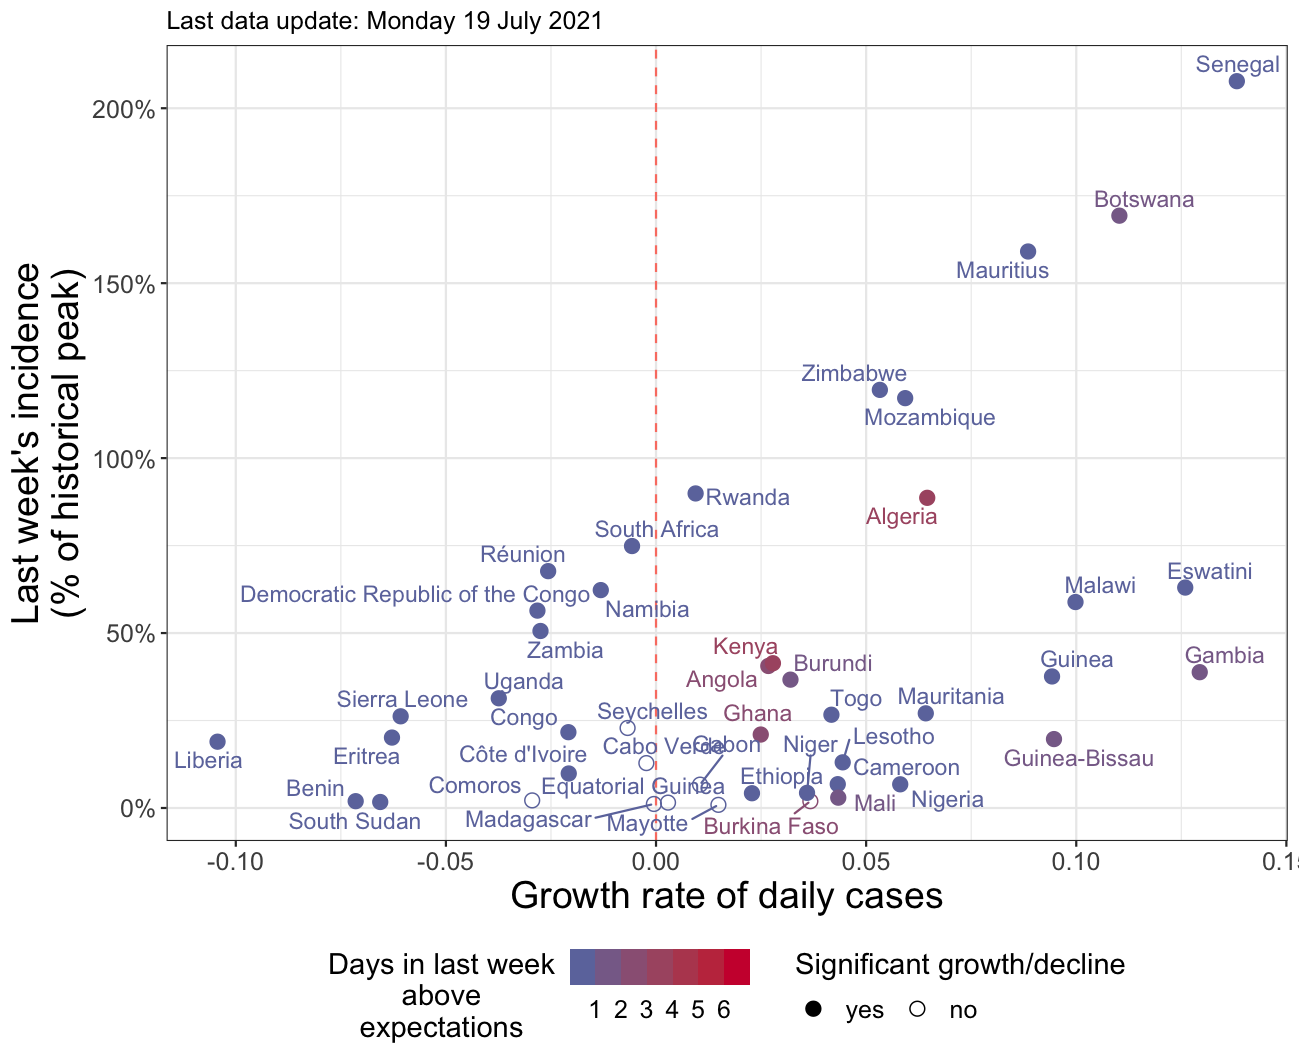 Last data update: Monday 19 July 2021
Last week's incidence
(% of historical peak)
200%
150%
100%
50%
0%
Senegal
Botswana
Mauritius
Zimbabwe
Mozambique
Rwanda
Algeria
South Africa
Réunion
Eswatini
Malawi
Democratic Republic of the Congo
Namibia
Zambia
Kenya
Gambia
Guinea
Burundi
Angola
Uganda
Sierra Leone
Togo
Mauritania
Seychelles
Ghana
Congo
Lesotho
Niger
Cabo Verde
Gabon
Eritrea
Liberia
Côte d'Ivoire
Guinea-Bissau
Cameroon
Ethiopia
Comoros
Equatorial Guinea
Benin
Nigeria
Mali
South Sudan
Madagascar
Mayotte
Burkina Faso
-0.10 -0.05 0.00 0.05 0.10
Growth rate of daily cases
Days in last week
above
expectations
1 2 3 4 5 6
Significant growth/decline
yes no